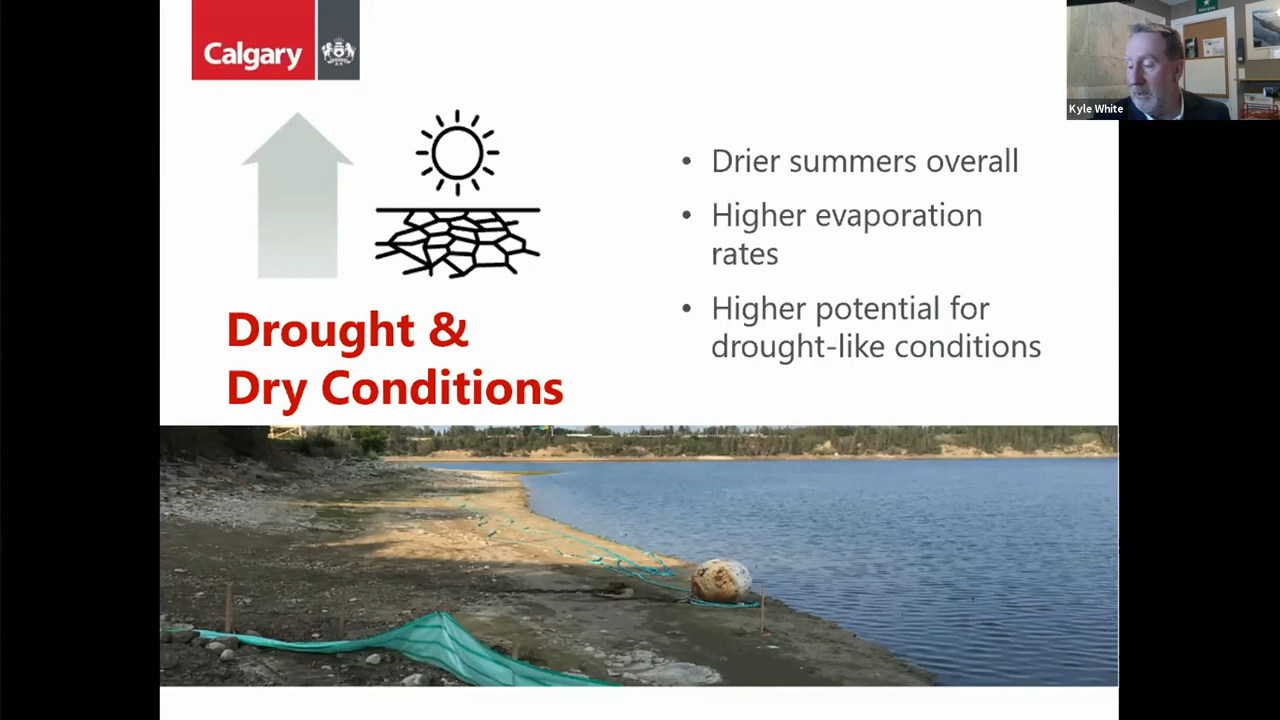 Calgary
Kyle White
• Drier summers overall
• Higher evaporation
rates
• Higher potential for
drought-like conditions
Drought &
Dry Conditions